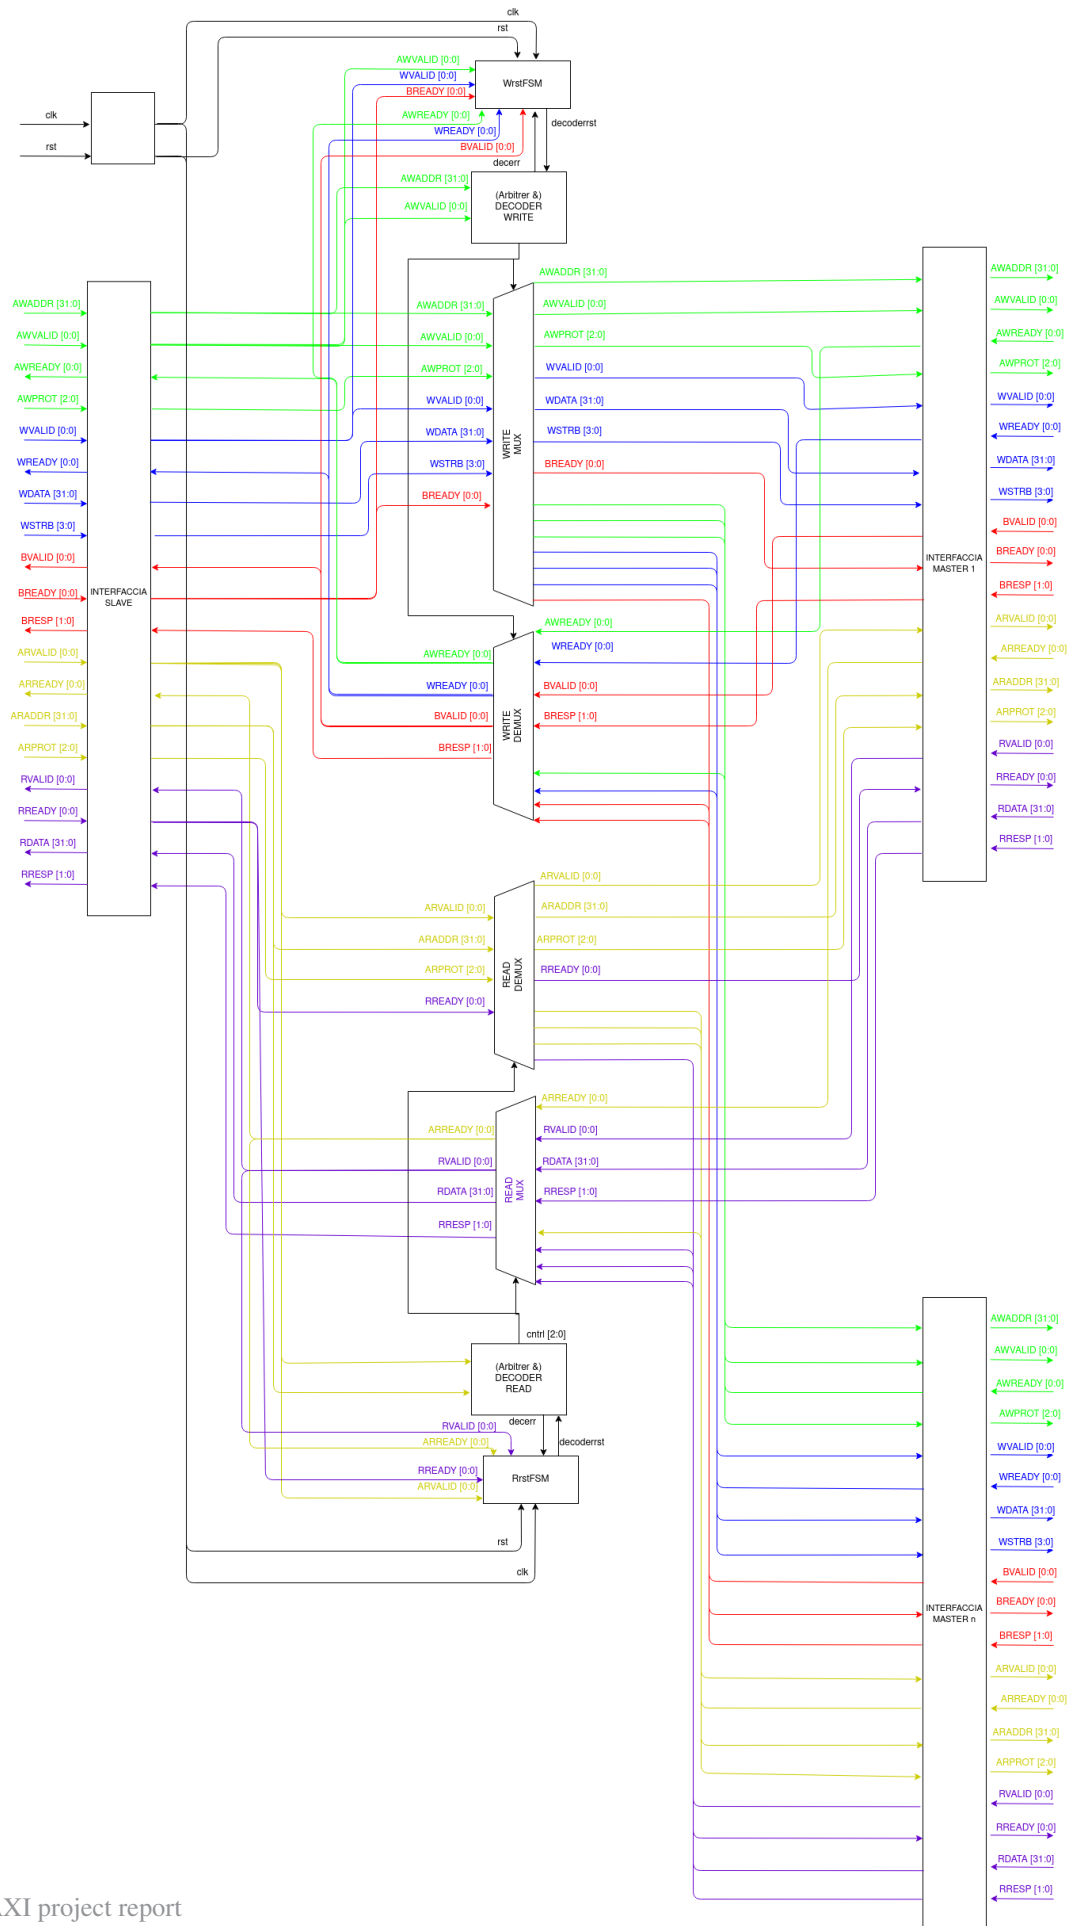 clk
rst
AWVALID [0:0]
WVALID [0:0]
BREADY [0:0]
WrstFSM
AWREADY [0:0]
WREADY [0:0]
BVALID [0:0]
decoderrst
decerr
clk
rst
AWADDR [31:0]
AWVALID [0:0]
(Arbitrer &)
DECODER
WRITE
AWADDR [31:0]
AWVALID [0:0]
AWREADY [0:0]
AWPROT [2:0]
WVALID [0:0]
WREADY [0:0]
WDATA [31:0]
WSTRB [3:0]
BVALID [0:0]
BREADY [0:0]
BRESP [1:0]
ARVALID [0:0]
ARREADY [0:0]
ARADDR [31:0]
ARPROT [2:0]
RVALID [0:0]
RREADY [0:0]
RDATA [31:0]
RRESP [1:0]
INTERFACCIA
SLAVE
AWADDR [31:0]
AWVALID [0:0]
AWPROT [2:0]
WVALID [0:0]
WDATA [31:0]
WSTRB [3:0]
BREADY [0:0]
WRITE
MUX
AWADDR [31:0]
AWVALID [0:0]
AWPROT [2:0]
WVALID [0:0]
WDATA [31:0]
WSTRB [3:0]
BREADY [0:0]
AWREADY [0:0]
WREADY [0:0]
BVALID [0:0]
BRESP [1:0]
WRITE
DEMUX
AWREADY [0:0]
WREADY [0:0]
BVALID [0:0]
BRESP [1:0]
INTERFACCIA
MASTER 1
AWADDR [31:0]
AWVALID [0:0]
AWREADY [0:0]
AWPROT [2:0]
WVALID [0:0]
WREADY [0:0]
WDATA [31:0]
WSTRB [3:0]
BVALID [0:0]
BREADY [0:0]
BRESP [1:0]
ARVALID [0:0]
ARREADY [0:0]
ARADDR [31:0]
ARPROT [2:0]
RVALID [0:0]
RREADY [0:0]
RDATA [31:0]
RRESP [1:0]
ARVALID [0:0]
ARADDR [31:0]
ARPROT [2:0]
RREADY [0:0]
READ
DEMUX
ARVALID [0:0]
ARADDR [31:0]
ARPROT [2:0]
RREADY [0:0]
ARREADY [0:0]
RVALID [0:0]
RDATA [31:0]
RRESP [1:0]
READ
MUX
ARREADY [0:0]
RVALID [0:0]
RDATA [31:0]
RRESP [1:0]
cntrl [2:0]
(Arbitrer &)
DECODER
READ
decerr
decoderrst
RVALID [0:0]
ARREADY [0:0]
RREADY [0:0]
ARVALID [0:0]
RrstFSM
rst
clk
INTERFACCIA
MASTER n
AWADDR [31:0]
AWVALID [0:0]
AWREADY [0:0]
AWPROT [2:0]
WVALID [0:0]
WREADY [0:0]
WDATA [31:0]
WSTRB [3:0]
BVALID [0:0]
BREADY [0:0]
BRESP [1:0]
ARVALID [0:0]
ARREADY [0:0]
ARADDR [31:0]
ARPROT [2:0]
RVALID [0:0]
RREADY [0:0]
RDATA [31:0]
RRESP [1:0]
XI project report